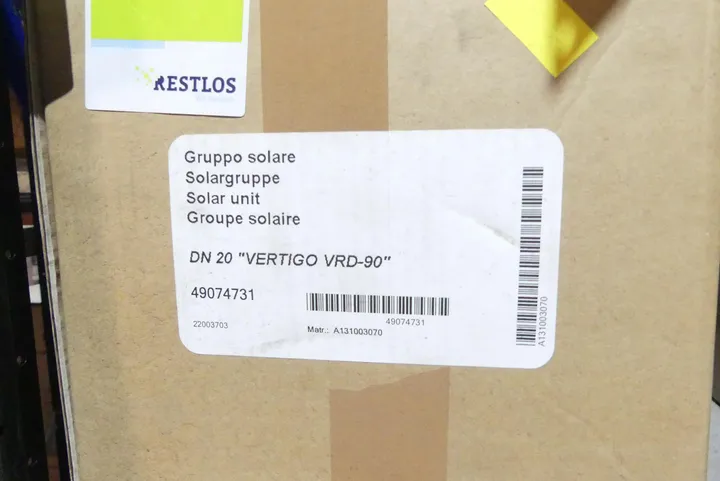 RESTLOS
Gruppo solare
Solargruppe
Solar unit
Groupe solaire
DN 20 "VERTIGO VRD-90"
49074731
49074731
22003703
Matr.: A131003070
A131003070